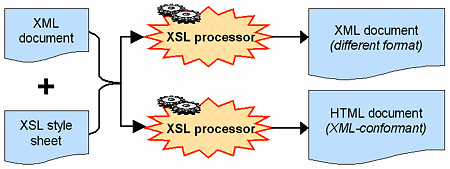 XML
document
+
XSL style
sheet
XSL processor
XSL processor
XML document
(different format)
HTML document
(XML-conformant)